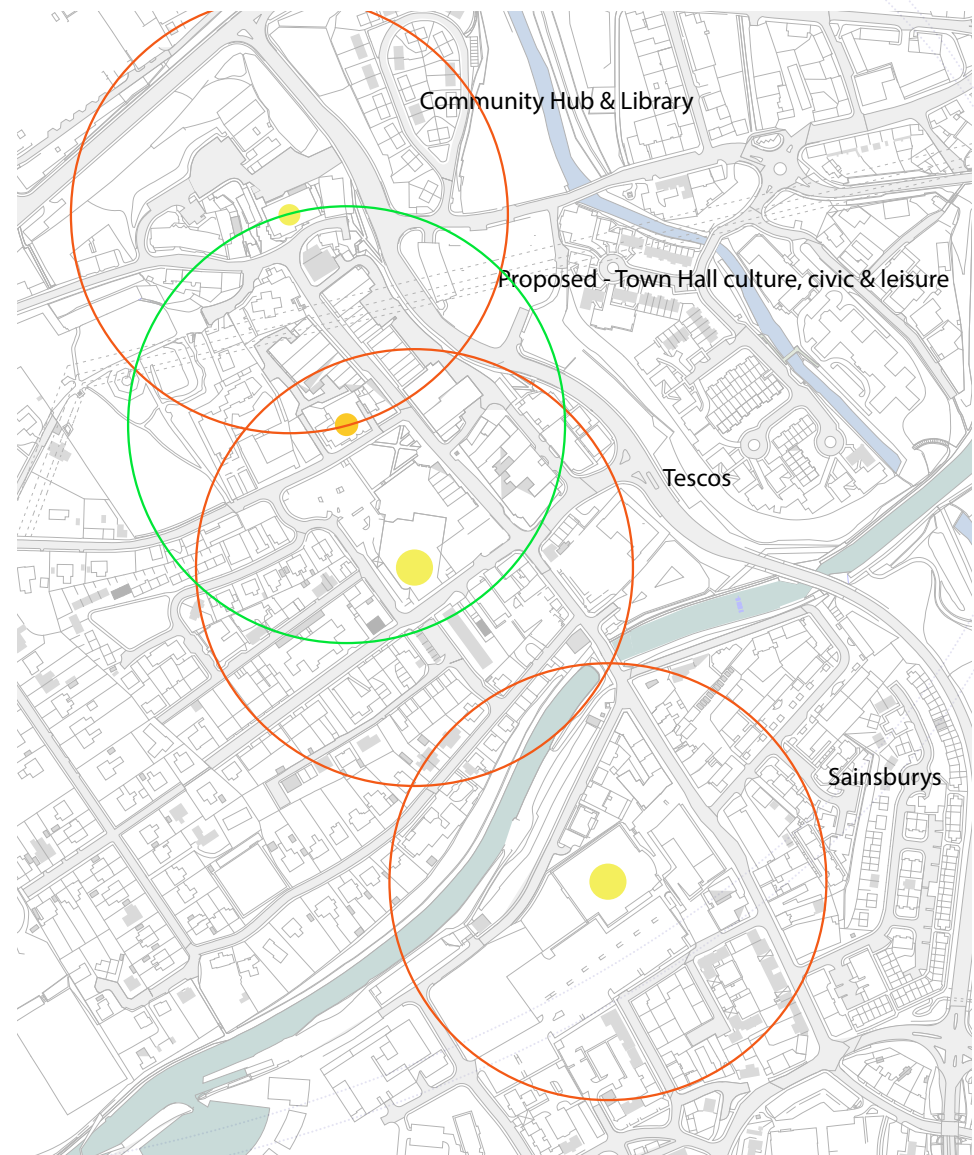 Community Hub & Library
Proposed - Town Hall culture, civic & leisure
Tescos
Sainsburys